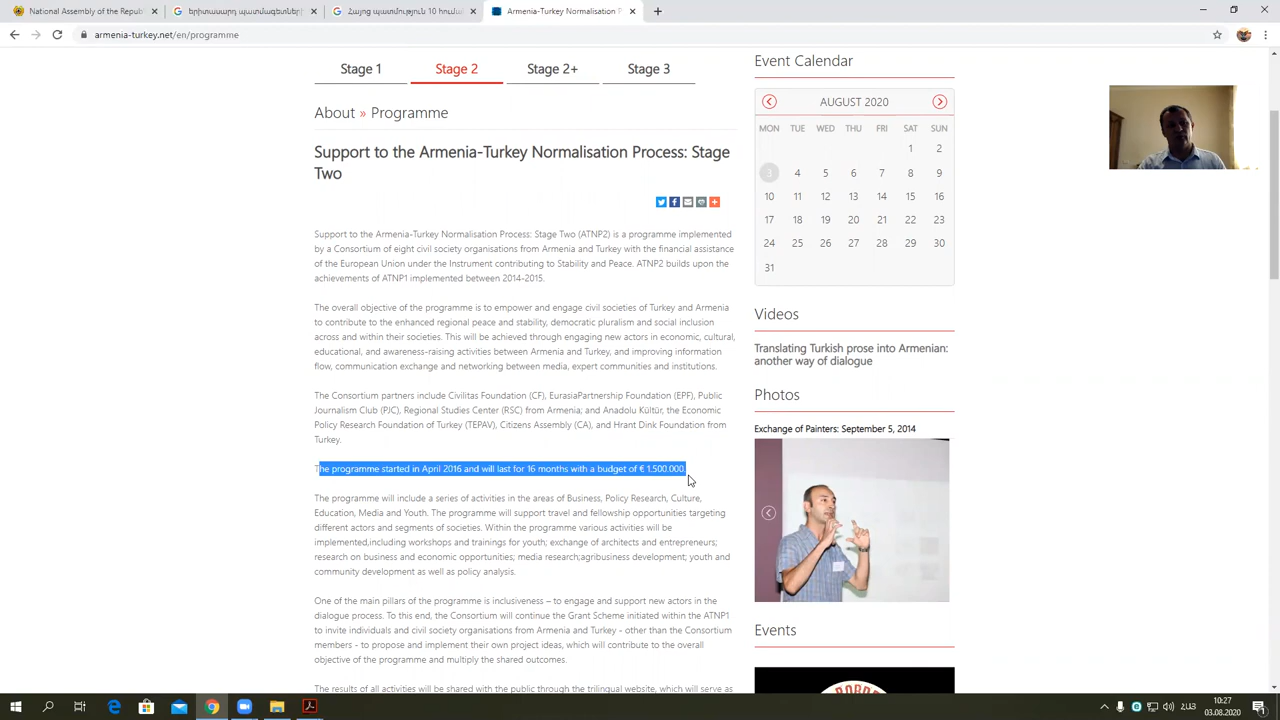 National Assembly of the Republ
երիտասարդական
Հայաստանում 10 հունվ
Armenia-Turkey Normalisation P
armenia-turkey.net/en/programme
Stage 1
Stage 2
Stage 2+
Stage 3
About » Programme
Support to the Armenia-Turkey Normalisation Process: Stage
Two
Support to the Armenia-Turkey Normalisation Process: Stage Two (ATNP2) is a programme implemented
by a Consortium of eight civil society organisations from Armenia and Turkey with the financial assistance
of the European Union under the Instrument contributing to Stability and Peace. ATNP2 builds upon the
achievements of ATNP1 implemented between 2014-2015.
The overall objective of the programme is to empower and engage civil societies of Turkey and Armenia
to contribute to the enhanced regional peace and stability, democratic pluralism and social inclusion
across and within their societies. This will be achieved through engaging new actors in economic, cultural,
educational, and awareness-raising activities between Armenia and Turkey, and improving information
flow, communication exchange and networking between media, expert communities and institutions.
The Consortium partners include Civilitas Foundation (CF), EurasiaPartnership Foundation (EPF), Public
Journalism Club (PJC), Regional Studies Center (RSC) from Armenia; and Anadolu Kültür, the Economic
Policy Research Foundation of Turkey (TEPAV), Citizens Assembly (CA), and Hrant Dink Foundation from
Turkey.
The programme started in April 2016 and will last for 16 months with a budget of € 1.500.000.
The programme will include a series of activities in the areas of Business, Policy Research, Culture,
Education, Media and Youth. The programme will support travel and fellowship opportunities targeting
different actors and segments of societies. Within the programme various activities will be
implemented,including workshops and trainings for youth; exchange of architects and entrepreneurs;
research on business and economic opportunities; media research;agribusiness development; youth and
community development as well as policy analysis.
One of the main pillars of the programme is inclusiveness – to engage and support new actors in the
dialogue process. To this end, the Consortium will continue the Grant Scheme initiated within the ATNP1
to invite individuals and civil society organisations from Armenia and Turkey - other than the Consortium
members - to propose and implement their own project ideas, which will contribute to the overall
objective of the programme and multiply the shared outcomes.
The results of all activities will be shared with the public through the trilingual website, which will serve as
Event Calendar
AUGUST 2020
MON TUE WED THU FRI SAT SUN
1 2
3 4 5 6 7 8 9
10 11 12 13 14 15 16
17 18 19 20 21 22 23
24 25 26 27 28 29 30
31
Videos
Translating Turkish prose into Armenian:
another way of dialogue
Photos
Exchange of Painters: September 5, 2014
Events
ՀԱՅ
10:27
03.08.2020